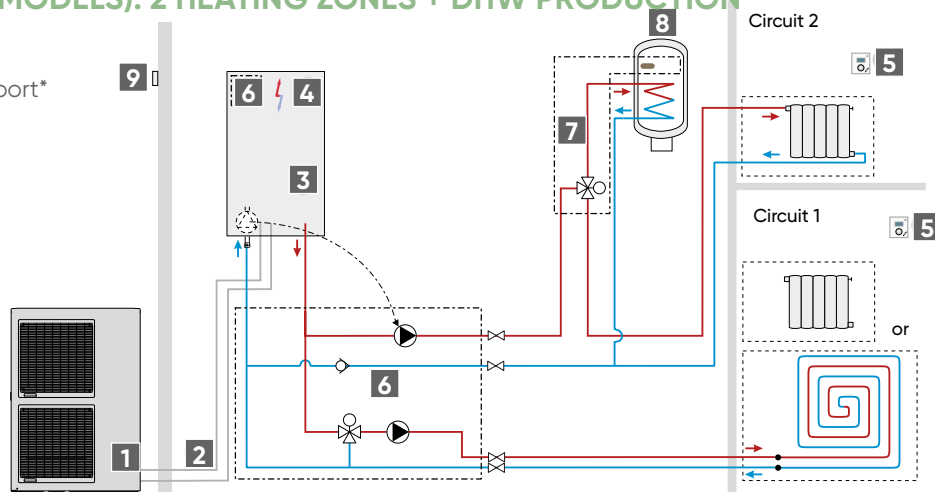 MODELS): 2 HEATING ZONES + DHW PRODUCTION
Circuit 2
8
5
9
port*
6
4
7
3
Circuit 1
5
or
6
1
2